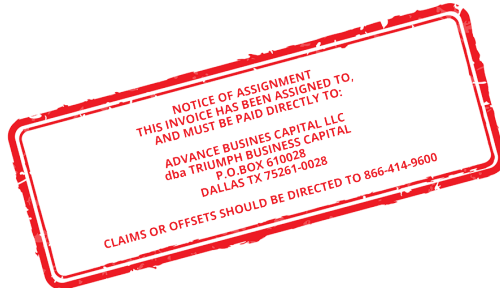 NOTICE OF ASSIGNMENT
THIS INVOICE HAS BEEN ASSIGNED TO,
AND MUST BE PAID DIRECTLY TO:
ADVANCE BUSINES CAPITAL LLC
dba TRIUMPH BUSINESS CAPITAL
P.O.BOX 610028
DALLAS TX 75261-0028
CLAIMS OR OFFSETS SHOULD BE DIRECTED TO 866-414-9600